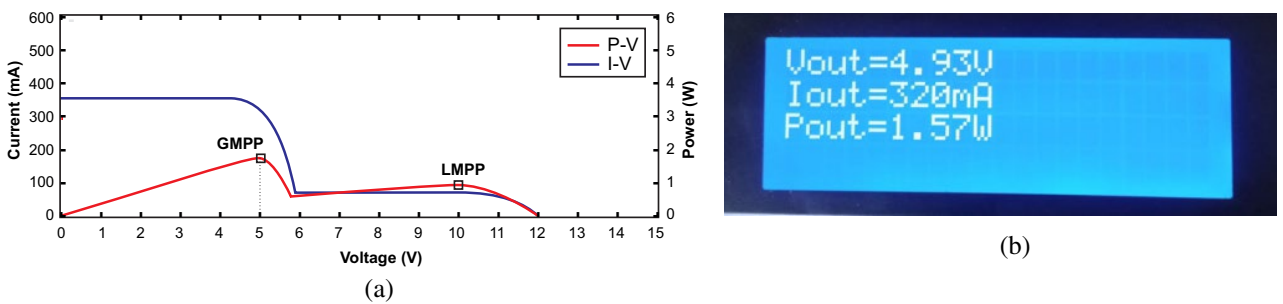 600
500
400
300
200
100
0
Current (mA)
6
5
4
3
2
1
0
Power (W)
P-V
I-V
GMPP
LMPP
0 1 2 3 4 5 6 7 8 9 10 11 12 13 14 15
Voltage (V)
(a)
Vout=4.93V
Iout=320mA
Pout=1.57W
(b)